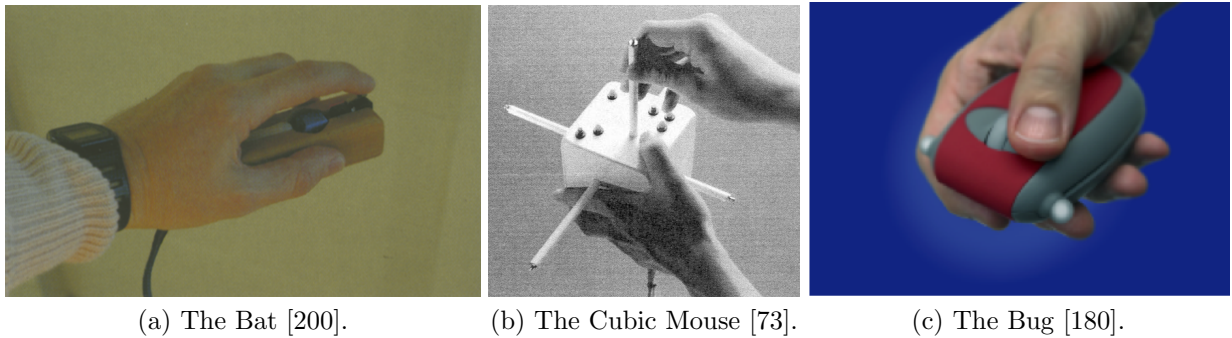 (a) The Bat [200].
(b) The Cubic Mouse [73].
(c) The Bug [180].